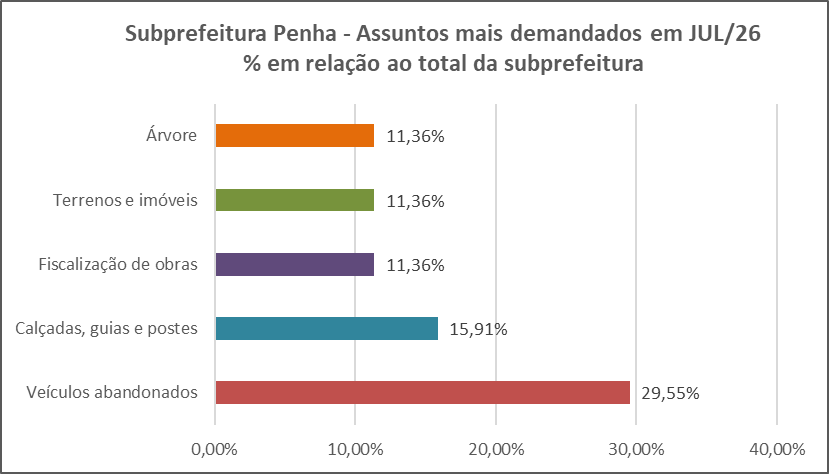 Subprefeitura Penha - Assuntos mais demandados em JUL/26
% em relação ao total da subprefeitura
Árvore 11,36%
Terrenos e imóveis 11,36%
Fiscalização de obras 11,36%
Calçadas, guias e postes 15,91%
Veículos abandonados 29,55%
0,00% 10,00% 20,00% 30,00% 40,00%